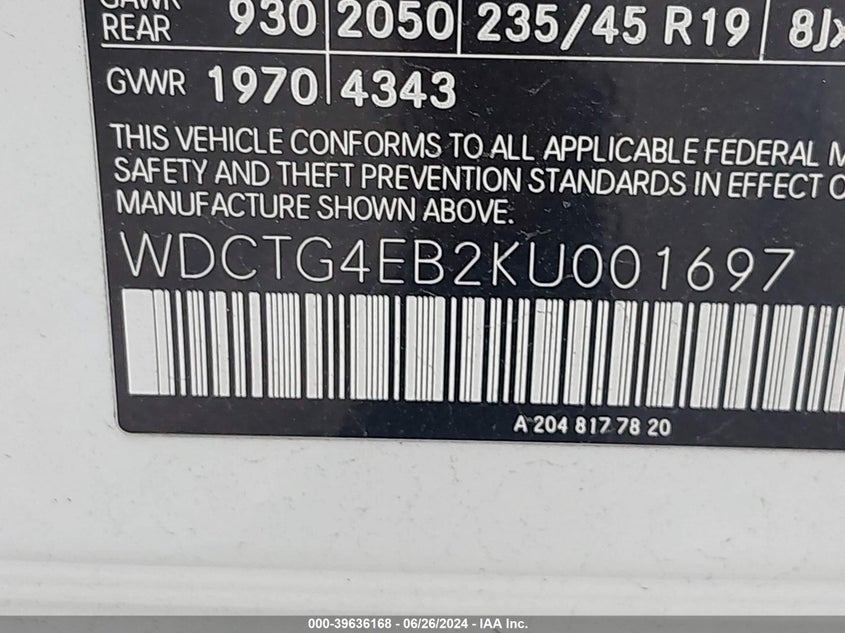 REAR 930 2050 235/45 R19
GVWR 1970 4343
THIS VEHICLE CONFORMS TO ALL APPLICABLE FEDERAL M
SAFETY AND THEFT PREVENTION STANDARDS IN EFFECT O
MANUFACTURE SHOWN ABOVE.
WDCTG4EB2KU001697
A 204 817 78 20
000-39636168 - 06/26/2024 - IAA Inc.